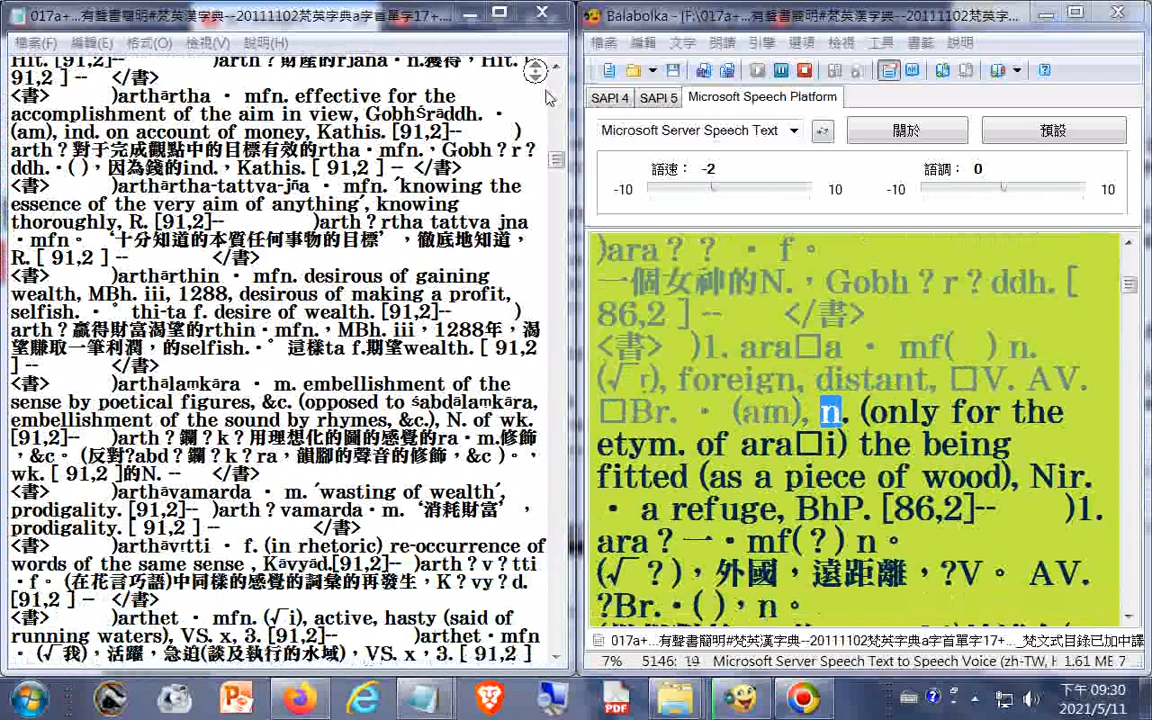 017a+...有聲書簡明#梵英漢字典--20111102梵英字典a字首單字17+...
檔案(F) 編輯(E) 格式(O) 檢視(V) 說明(H)
Hit. [91,2]-- )arth？財產的rjana‧n.獲得，Hit. [
91,2 ] -- </書>
<書> )arthārtha ‧ mfn. effective for the
accomplishment of the aim in view, GobhŚrāddh. ‧
(am), ind. on account of money, Kathis. [91,2]-- )
arth？對于完成觀點中的目標有效的rtha‧mfn.，Gobh？r？
ddh.‧( )，因為錢的ind.，Kathis. [ 91,2 ] -- </書>
<書> )arthārtha-tattva-jña ‧ mfn. 'knowing the
essence of the very aim of anything', knowing
thoroughly, R. [91,2]-- )arth？rtha tattva jna
‧mfn。‘十分知道的本質任何事物的目標’，徹底地知道，
R. [ 91,2 ] -- </書>
<書> )arthārthin ‧ mfn. desirous of gaining
wealth, MBh. iii, 1288, desirous of making a profit,
selfish. ‧ ° thi-ta f. desire of wealth. [91,2]-- )
arth？贏得財富渴望的rthin‧mfn.，MBh. iii，1288年，渴
望賺取一筆利潤，的selfish.‧°這樣ta f.期望wealth. [ 91,2
] -- </書>
<書> )arthālaṃkāra ‧ m. embellishment of the
sense by poetical figures, &c. (opposed to śabdālaṃkāra,
embellishment of the sound by rhymes, &c.), N. of wk.
[91,2]-- )arth？鑭？k？用理想化的圖的感覺的ra‧m.修飾
，&c。(反對?abd？鑭？k？ra，韻腳的聲音的修飾，&c )。，
wk. [ 91,2 ]的N. -- </書>
<書> )arthāvamarda ‧ m. 'wasting of wealth',
prodigality. [91,2]-- )arth？vamarda‧m.‘消耗財富’，
prodigality. [ 91,2 ] -- </書>
<書> )arthāvṛtti ‧ f. (in rhetoric) re-occurrence of
words of the same sense , Kāvyād.[91,2]-- )arth？v？tti
‧f。(在花言巧語)中同樣的感覺的詞彙的再發生，K？vy？d.
[91,2 ] -- </書>
<書> )arthet ‧ mfn. (√i), active, hasty (said of
running waters), VS. x, 3. [91,2]-- )arthet‧mfn
‧(√我)，活躍，急迫(談及執行的水域)，VS. x，3. [ 91,2 ]
Balabolka - [F:\017a+...有聲書簡明#梵英漢字典--20111102梵英字...
檔案 編輯 文字 朗讀 引擎 選項 檢視 工具 書籤 說明
SAPI 4 SAPI 5 Microsoft Speech Platform
Microsoft Server Speech Text 關於 預設
語速： -2 語調： 0
-10 10 -10 10
)ara？？ ‧ f。
一個女神的N.，Gobh？r？ddh. [
86,2 ] -- </書>
<書> )1. ara□a ‧ mf( ) n.
(√ṛ), foreign, distant, □V. AV.
□Br. ‧ (am), n. (only for the
etym. of ara□i) the being
fitted (as a piece of wood), Nir.
‧ a refuge, BhP. [86,2]-- )1.
ara？一‧mf(？) n。
(√？)，外國，遠距離，?V。AV.
?Br.‧( )，n。
017a+...有聲書簡明#梵英漢字典--20111102梵英字典a字首單字17+..._梵文式目錄已加中譯
7% 5146: 19 Microsoft Server Speech Text to Speech Voice (zh-TW, H 1.61 ME 7
下午 09:30
2021/5/11